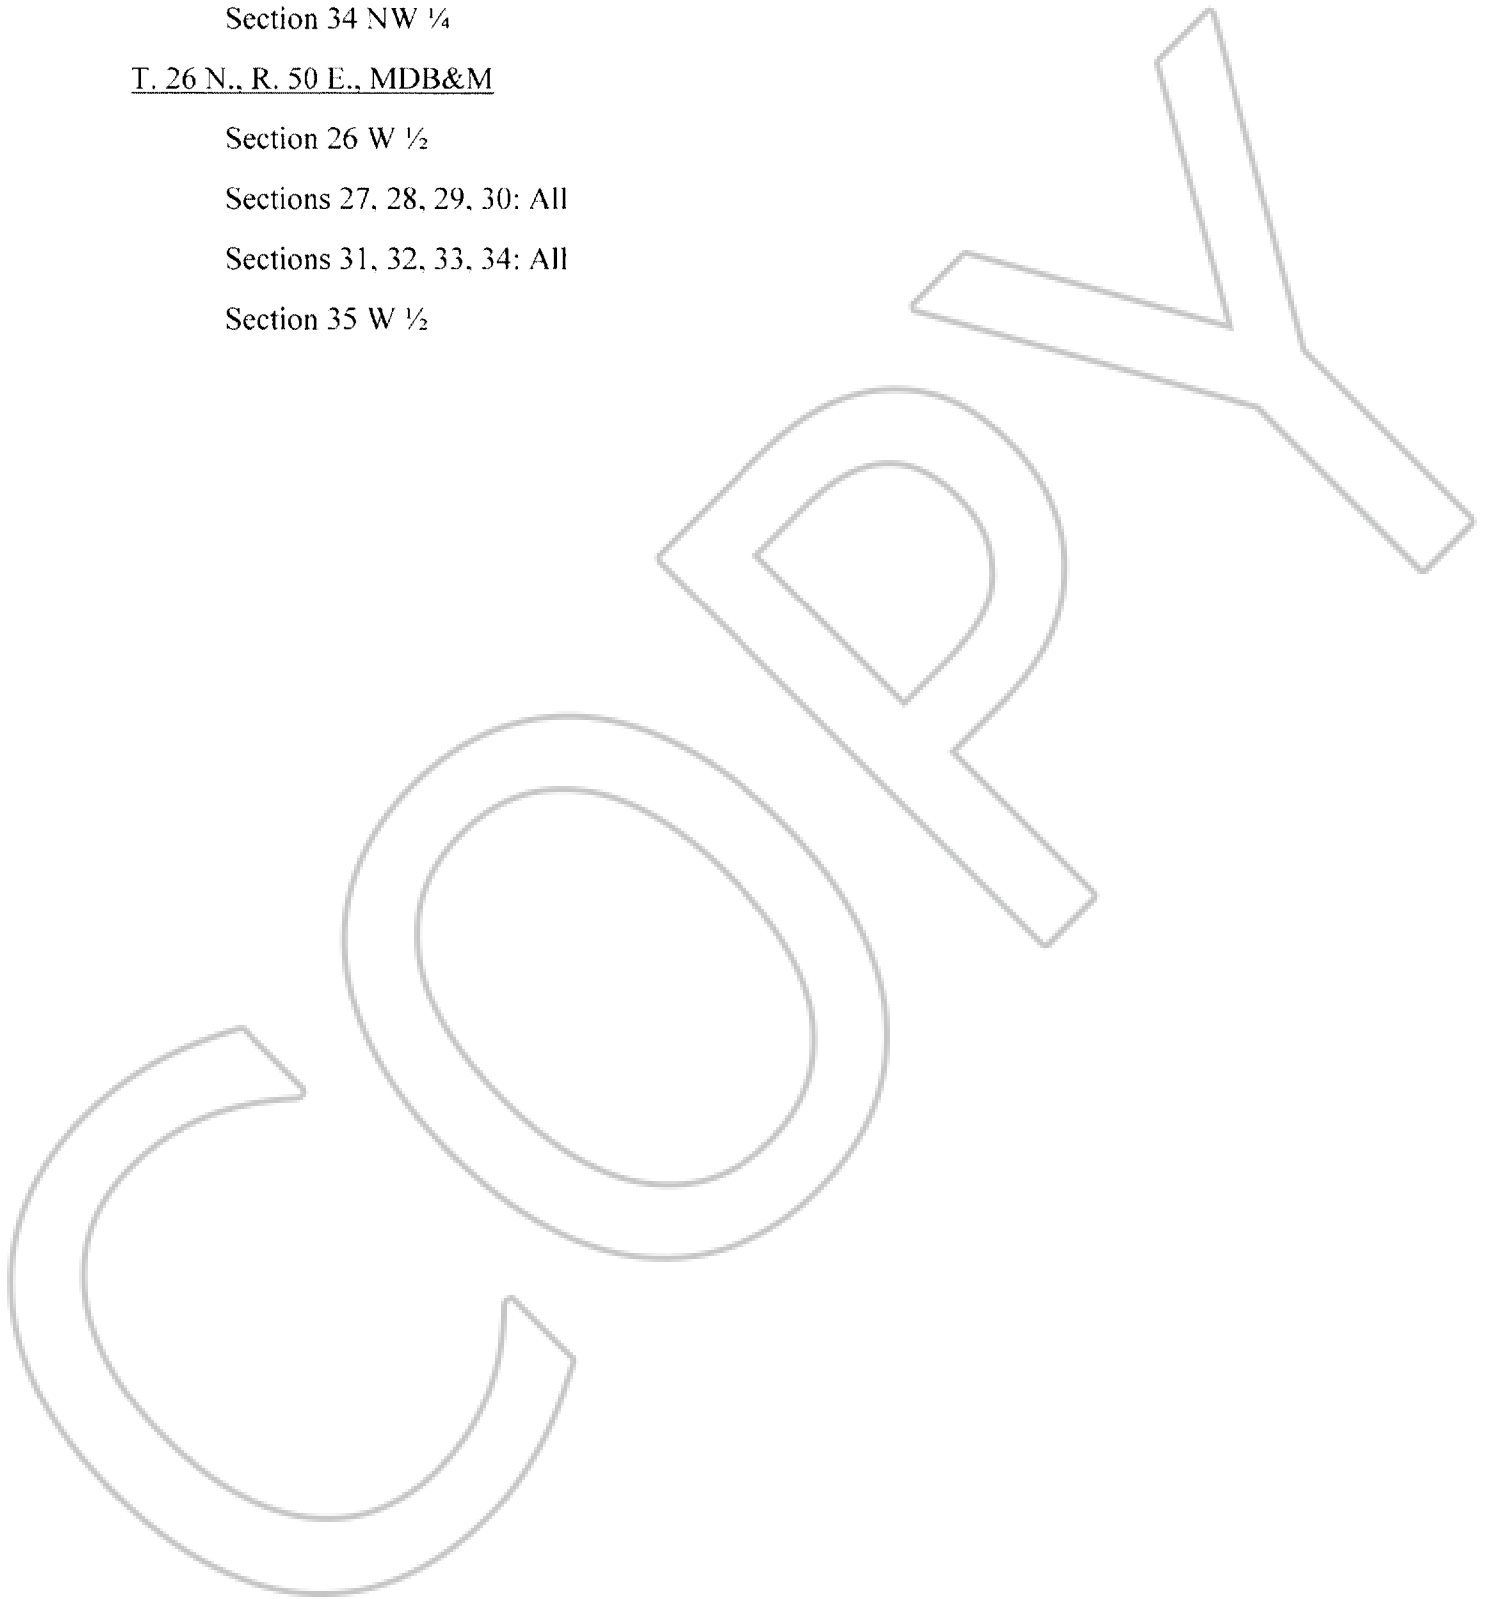 Section 34 NW ¼
T. 26 N., R. 50 E., MDB&M
Section 26 W ½
Sections 27, 28, 29, 30: All
Sections 31, 32, 33, 34: All
Section 35 W ½
COPY